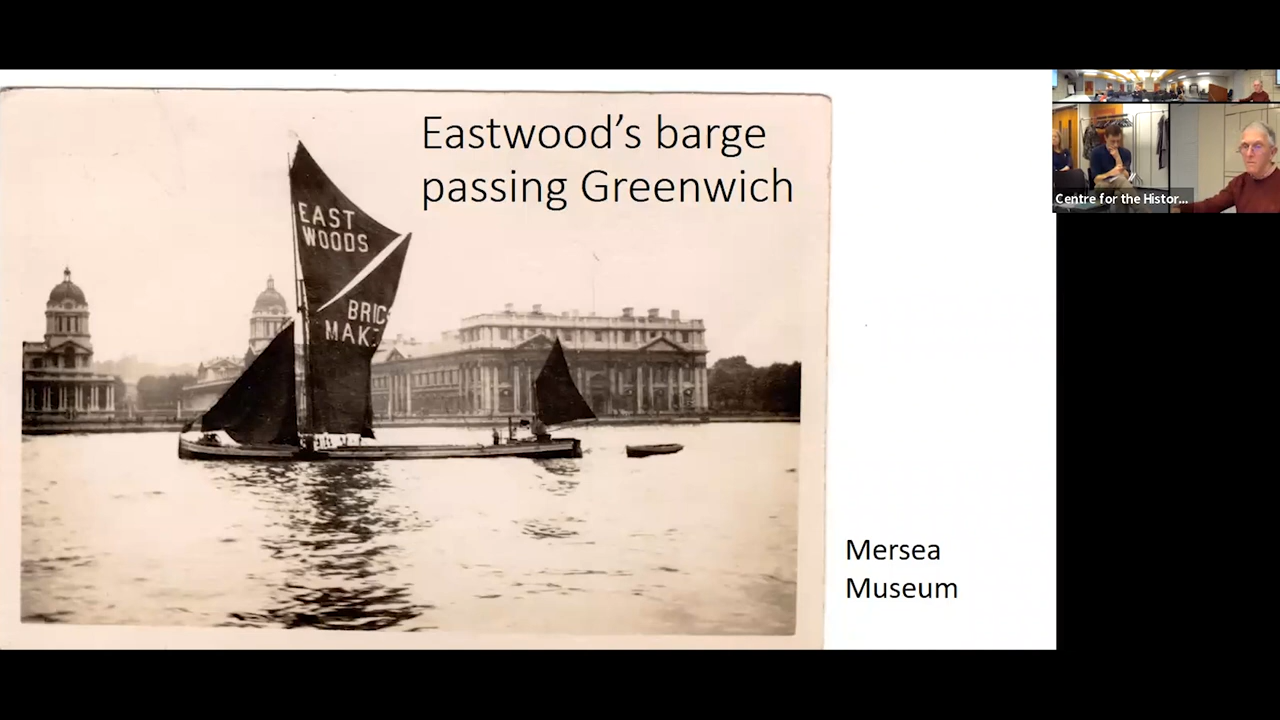 Eastwood’s barge
passing Greenwich
EAST
WOODS
BRIC
MAK
Mersea
Museum
Centre for the Histor...